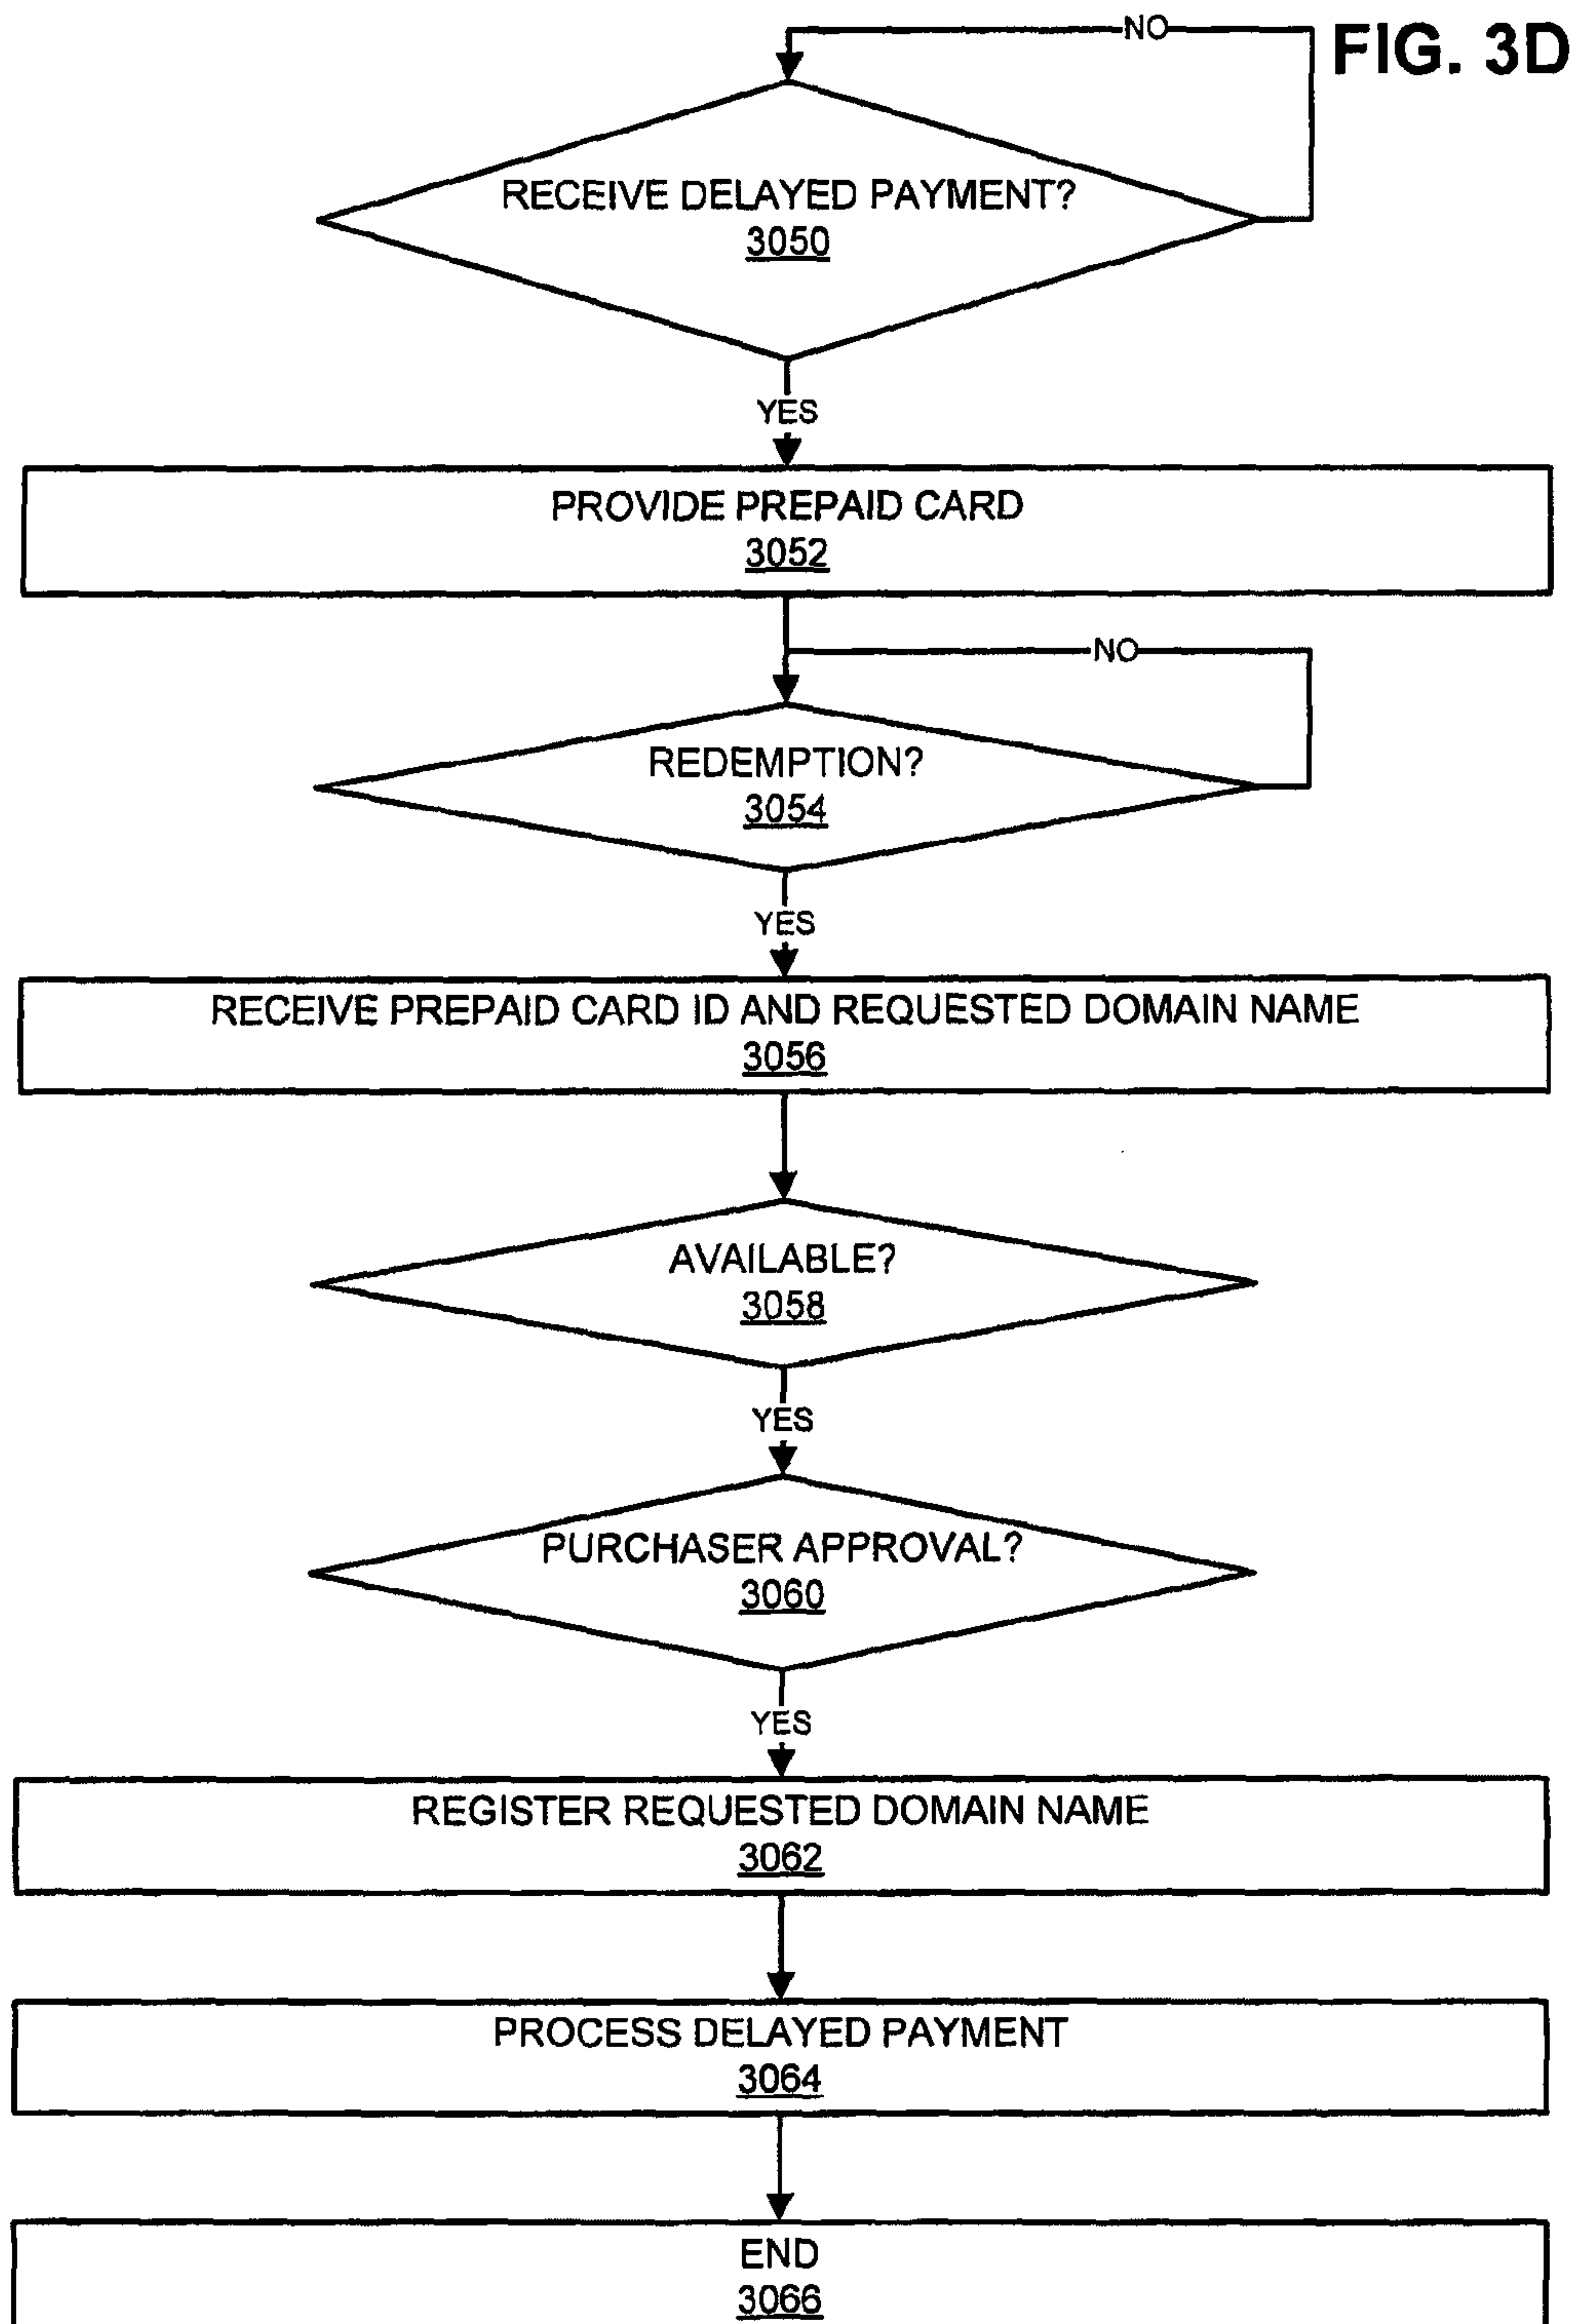 NO
FIG. 3D
RECEIVE DELAYED PAYMENT?
3050
YES
PROVIDE PREPAID CARD
3052
NO
REDEMPTION?
3054
YES
RECEIVE PREPAID CARD ID AND REQUESTED DOMAIN NAME
3056
AVAILABLE?
3058
YES
PURCHASER APPROVAL?
3060
YES
REGISTER REQUESTED DOMAIN NAME
3062
PROCESS DELAYED PAYMENT
3064
END
3066